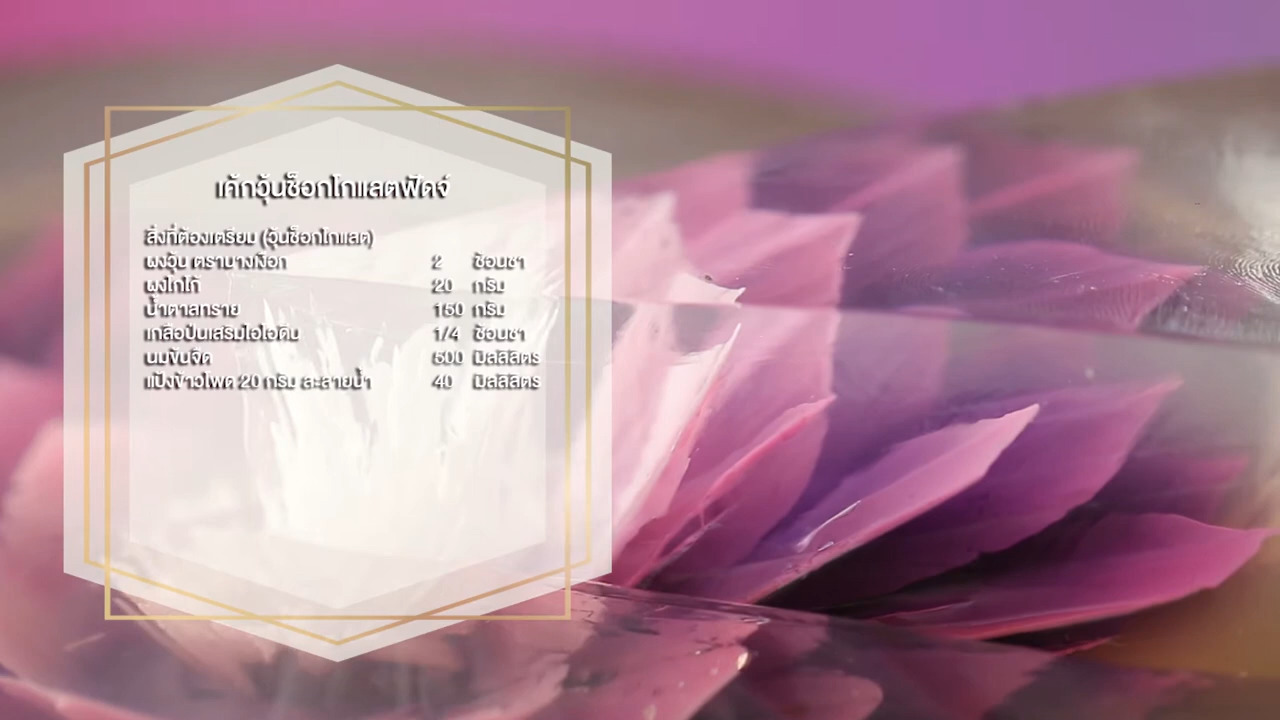 เค้กวุ้นช็อกโกแลตฟัดจ์
สิ่งที่ต้องเตรียม (วุ้นช็อกโกแลต)
ผงวุ้น ตรานางเงือก 2 ช้อนชา
ผงโกโก้ 20 กรัม
น้ำตาลทราย 150 กรัม
เกลือป่นเสริมไอโอดีน 1/4 ช้อนชา
นมข้นจืด 500 มิลลิลิตร
แป้งข้าวโพด 20 กรัม ละลายน้ำ 40 มิลลิลิตร